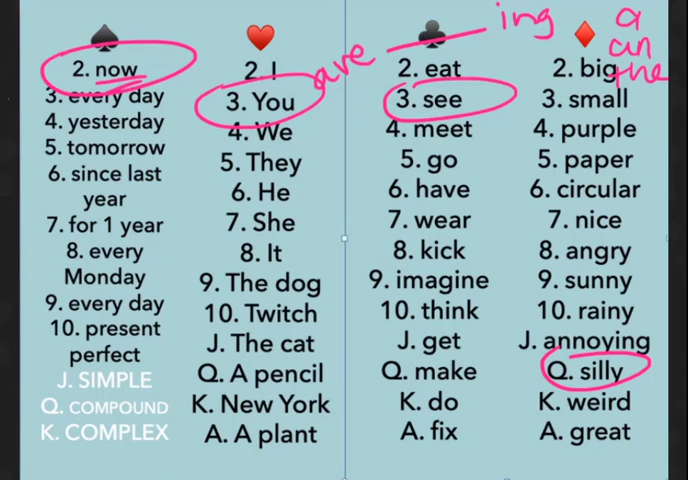 ing
a
an
the
are
2. now
3. every day
4. yesterday
5. tomorrow
6. since last
year
7. for 1 year
8. every
Monday
9. every day
10. present
perfect
J. SIMPLE
Q. COMPOUND
K. COMPLEX
2. I
3. You
4. We
5. They
6. He
7. She
8. It
9. The dog
10. Twitch
J. The cat
Q. A pencil
K. New York
A. A plant
2. eat
3. see
4. meet
5. go
6. have
7. wear
8. kick
9. imagine
10. think
J. get
Q. make
K. do
A. fix
2. big
3. small
4. purple
5. paper
6. circular
7. nice
8. angry
9. sunny
10. rainy
J. annoying
Q. silly
K. weird
A. great